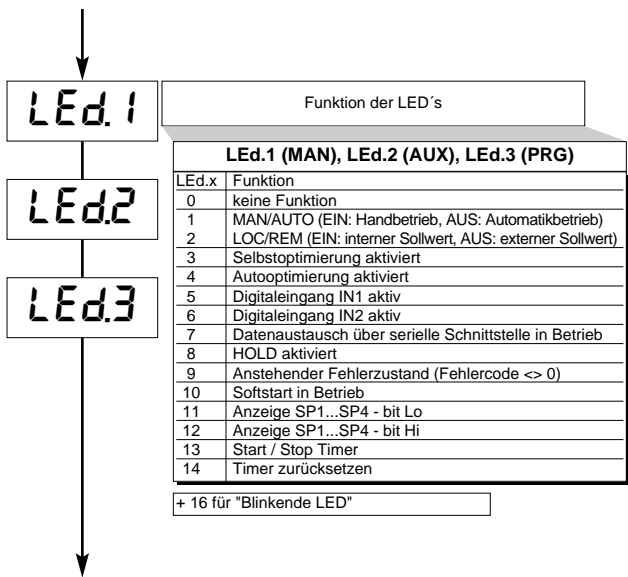 LEd.1
Funktion der LED´s
LEd.1 (MAN), LEd.2 (AUX), LEd.3 (PRG)
LEd.x Funktion
0 keine Funktion
1 MAN/AUTO (EIN: Handbetrieb, AUS: Automatikbetrieb)
LEd.2
2 LOC/REM (EIN: interner Sollwert, AUS: externer Sollwert)
3 Selbstoptimierung aktiviert
4 Autooptimierung aktiviert
5 Digitaleingang IN1 aktiv
LEd.3
6 Digitaleingang IN2 aktiv
7 Datenaustausch über serielle Schnittstelle in Betrieb
8 HOLD aktiviert
9 Anstehender Fehlerzustand (Fehlercode <> 0)
10 Softstart in Betrieb
11 Anzeige SP1...SP4 - bit Lo
12 Anzeige SP1...SP4 - bit Hi
13 Start / Stop Timer
14 Timer zurücksetzen
+ 16 für "Blinkende LED"